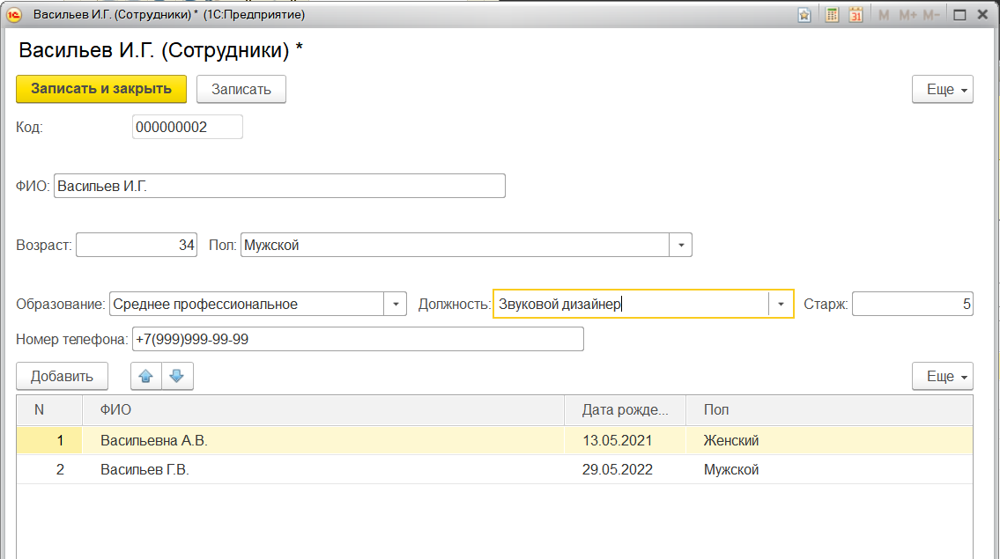 Васильев И.Г. (Сотрудники) * (1С:Предприятие) 31 M M+ M-
Васильев И.Г. (Сотрудники) *
Записать и закрыть Записать Еще
Код: 000000002
ФИО: Васильев И.Г.
Возраст: 34 Пол: Мужской
Образование: Среднее профессиональное Должность: Звуковой дизайнер Старж: 5
Номер телефона: +7(999)999-99-99
Добавить Еще
N ФИО Дата рожде... Пол
1 Васильевна А.В. 13.05.2021 Женский
2 Васильев Г.В. 29.05.2022 Мужской